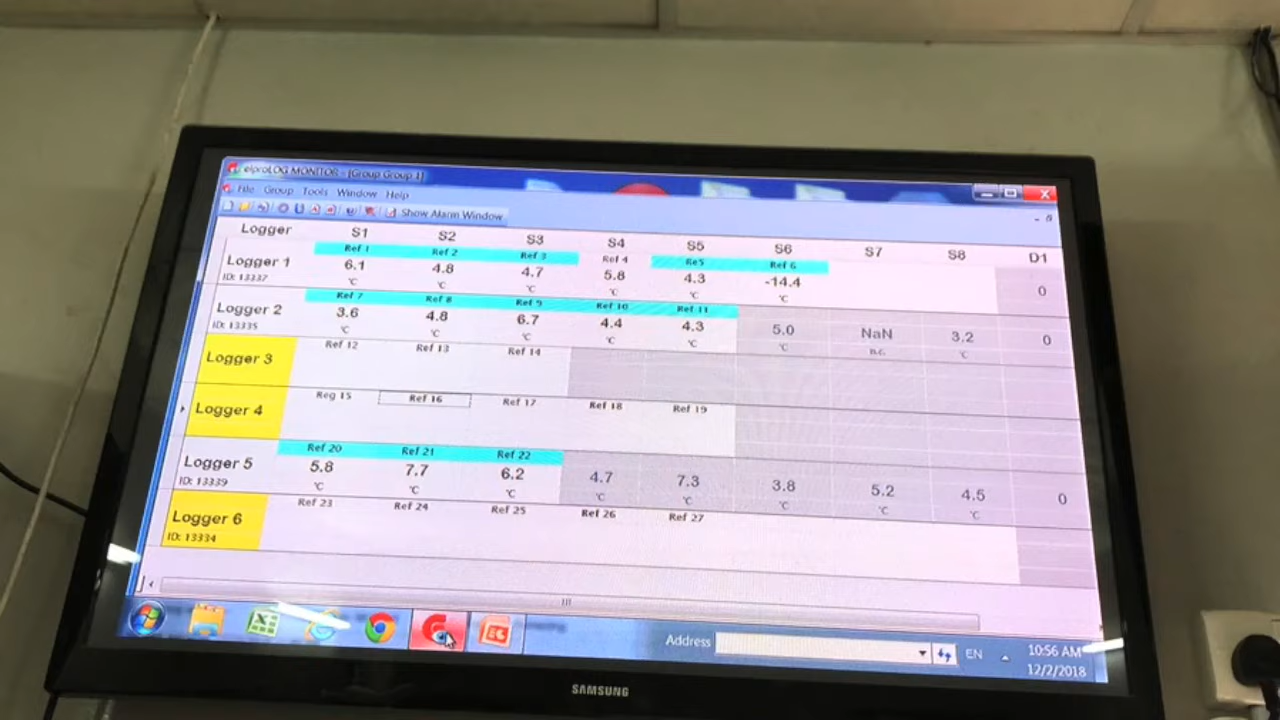 elproLOG MONITOR - [Group Group 1]
File Group Tools Window Help
Show Alarm Window
Logger S1 S2 S3 S4 S5 S6 S7 S8 D1
Ref 1 Ref 2 Ref 3 Ref 4 Re5 Ref 6
Logger 1 6.1 4.8 4.7 5.8 4.3 -14.4 0
ID: 13337 °C °C °C °C °C °C
Ref 7 Ref 8 Ref 9 Ref 10 Ref 11
Logger 2 3.6 4.8 6.7 4.4 4.3 5.0 NaN 3.2 0
ID: 13335 °C °C °C °C °C °C n.c. °C
Ref 12 Ref 13 Ref 14
Logger 3
Reg 15 Ref 16 Ref 17 Ref 18 Ref 19
Logger 4
Ref 20 Ref 21 Ref 22
Logger 5 5.8 7.7 6.2 4.7 7.3 3.8 5.2 4.5 0
ID: 13339 °C °C °C °C °C °C °C °C
Ref 23 Ref 24 Ref 25 Ref 26 Ref 27
Logger 6
ID: 13334
Address EN 10:56 AM
12/2/2018
SAMSUNG